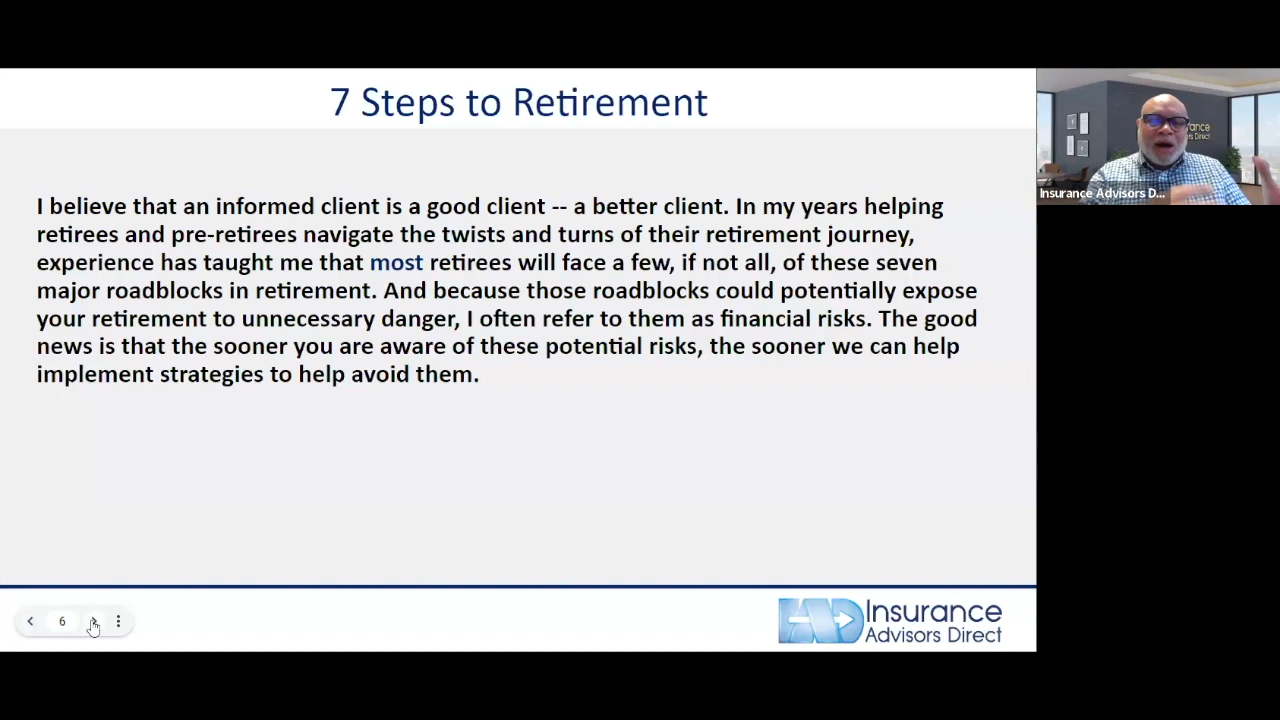 7 Steps to Retirement
I believe that an informed client is a good client -- a better client. In my years helping
retirees and pre-retirees navigate the twists and turns of their retirement journey,
experience has taught me that most retirees will face a few, if not all, of these seven
major roadblocks in retirement. And because those roadblocks could potentially expose
your retirement to unnecessary danger, I often refer to them as financial risks. The good
news is that the sooner you are aware of these potential risks, the sooner we can help
implement strategies to help avoid them.
6
IAD Insurance
Advisors Direct
Insurance Advisors D...